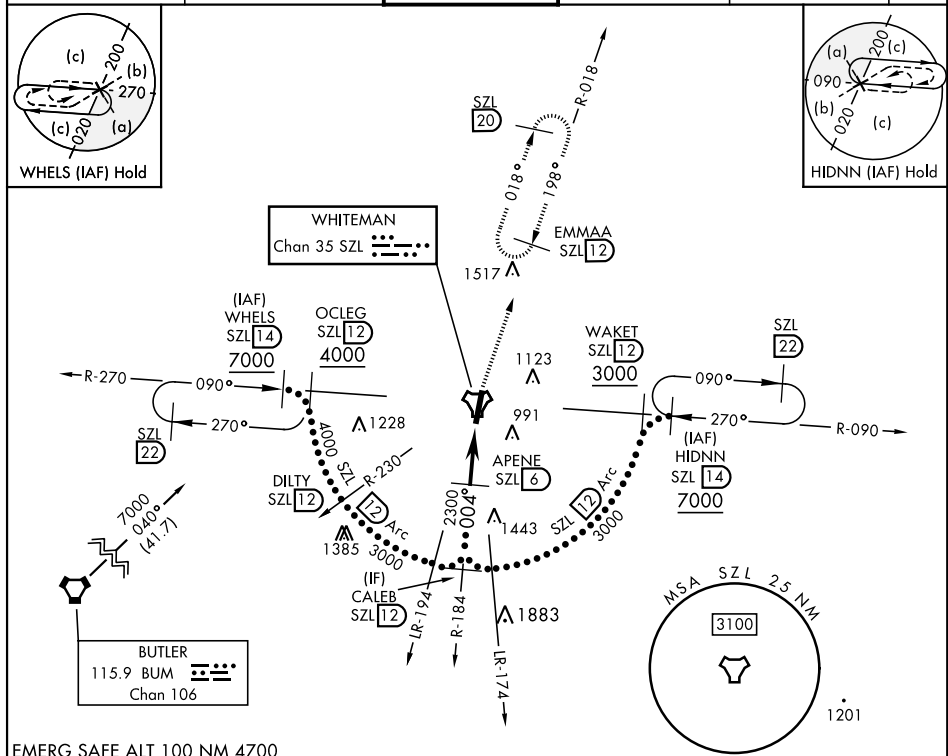 (c)
200
(b)
270
(c)
020
(a)
WHELS (IAF) Hold
(a)
200
(c)
090
(b)
020
(c)
HIDNN (IAF) Hold
R-018
SZL
20
018°
198°
EMMAA
SZL 12
1517
WHITEMAN
Chan 35 SZL
(IAF)
WHELS
SZL 14
7000
OCLEG
SZL 12
4000
WAKET
SZL 12
3000
SZL
22
1123
R-270
090°
270°
SZL
22
1228
991
090°
270°
R-090
(IAF)
HIDNN
SZL 14
7000
4000 SZL
R-230
DILTY
SZL 12
12 Arc
3000
1385
APENE
SZL 6
2300
004°
1443
SZL 12 Arc
3000
7000
040°
(41.7)
(IF)
CALEB
SZL 12
LR-194
R-184
1883
LR-174
BUTLER
115.9 BUM
Chan 106
MSA SZL 25 NM
3100
1201
EMERG SAFE ALT 100 NM 4700